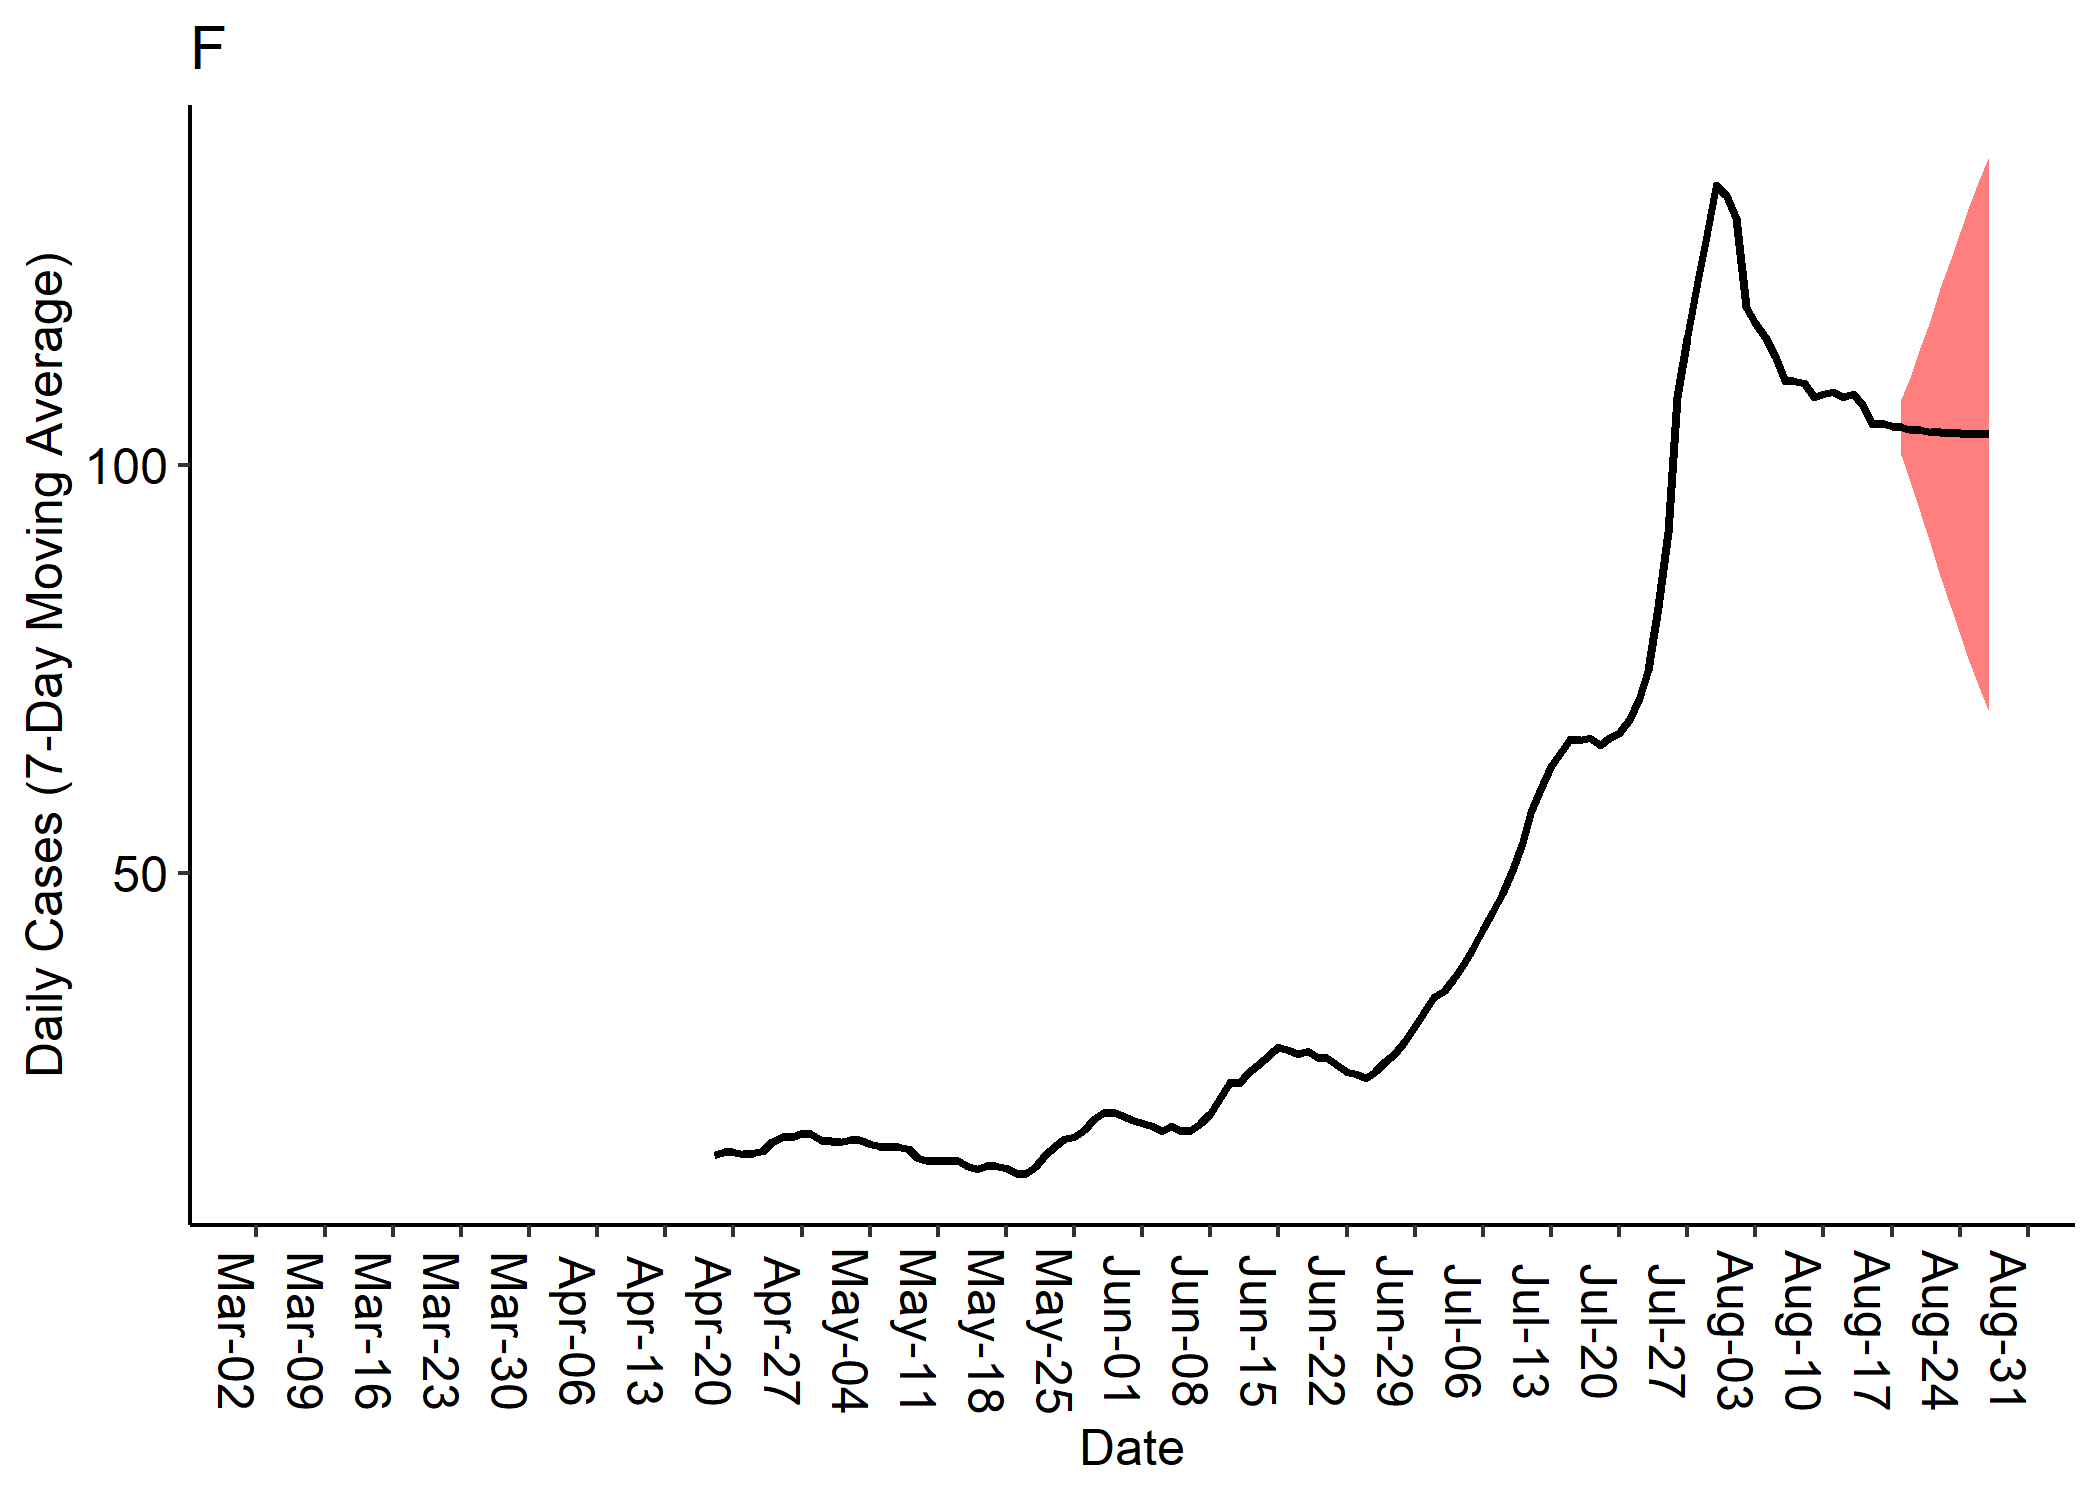 F
Daily Cases (7-Day Moving Average)
100
50
Mar-02
Mar-09
Mar-16
Mar-23
Mar-30
Apr-06
Apr-13
Apr-20
Apr-27
May-04
May-11
May-18
May-25
Jun-01
Jun-08
Jun-15
Jun-22
Jun-29
Jul-06
Jul-13
Jul-20
Jul-27
Aug-03
Aug-10
Aug-17
Aug-24
Aug-31
Date